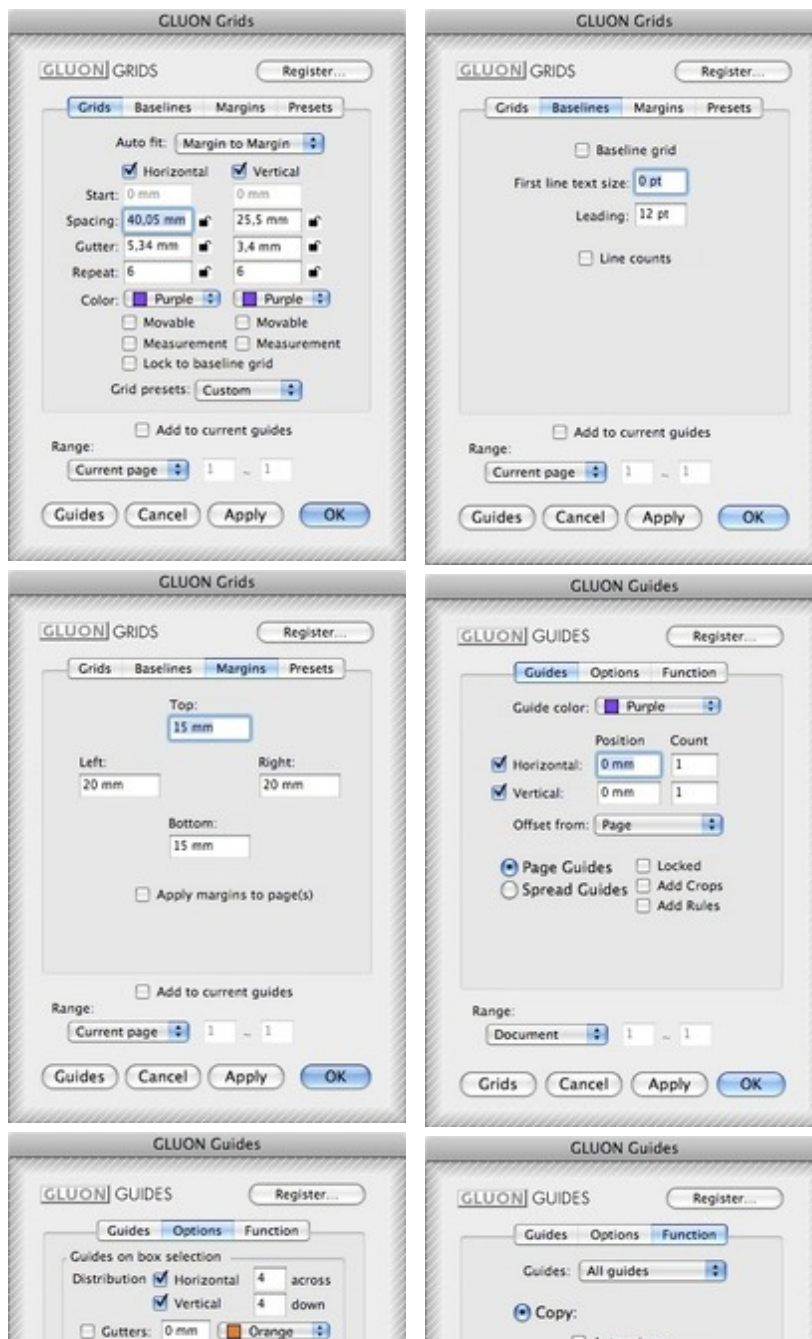 GLUON Grids
GLUON GRIDS Register...
Grids Baselines Margins Presets
Auto fit: Margin to Margin
Horizontal Vertical
Start: 0 mm 0 mm
Spacing: 40,05 mm 25,5 mm
Gutter: 5,34 mm 3,4 mm
Repeat: 6 6
Color: Purple Purple
Movable Movable
Measurement Measurement
Lock to baseline grid
Grid presets: Custom
Add to current guides
Range:
Current page 1 - 1
Guides Cancel Apply OK
GLUON Grids
GLUON GRIDS Register...
Grids Baselines Margins Presets
Baseline grid
First line text size: 0 pt
Leading: 12 pt
Line counts
Add to current guides
Range:
Current page 1 - 1
Guides Cancel Apply OK
GLUON Grids
GLUON GRIDS Register...
Grids Baselines Margins Presets
Top:
15 mm
Left: Right:
20 mm 20 mm
Bottom:
15 mm
Apply margins to page(s)
Add to current guides
Range:
Current page 1 - 1
Guides Cancel Apply OK
GLUON Guides
GLUON GUIDES Register...
Guides Options Function
Guide color: Purple
Position Count
Horizontal: 0 mm 1
Vertical: 0 mm 1
Offset from: Page
Page Guides Locked
Spread Guides Add Crops
Add Rules
Range:
Document 1 - 1
Grids Cancel Apply OK
GLUON Guides
GLUON GUIDES Register...
Guides Options Function
Guides on box selection
Distribution Horizontal 4 across
Vertical 4 down
Gutters: 0 mm Orange
GLUON Guides
GLUON GUIDES Register...
Guides Options Function
Guides: All guides
Copy: